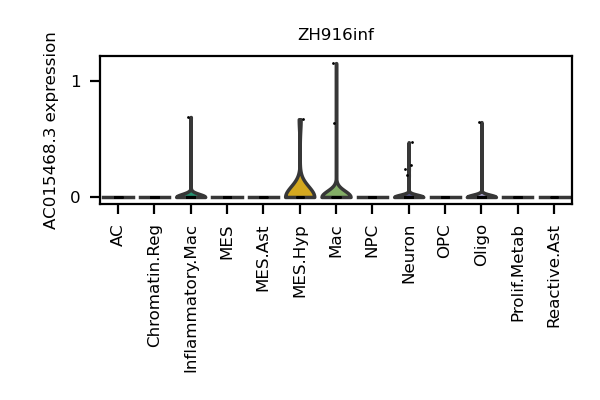 ZH916inf
AC015468.3 expression
1
0
AC
Chromatin.Reg
Inflammatory.Mac
MES
MES.Ast
MES.Hyp
Mac
NPC
Neuron
OPC
Oligo
Prolif.Metab
Reactive.Ast